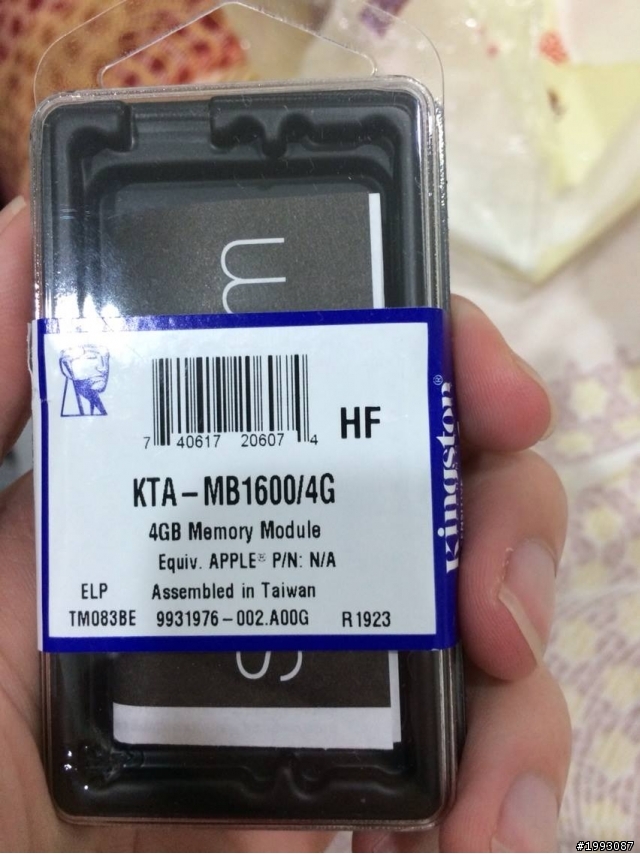 m
7 40617 20607 4
HF
KTA-MB1600/4G
4GB Memory Module
Equiv. APPLE® P/N: N/A
ELP Assembled in Taiwan
TM083BE 9931976-002.A00G R1923
Kingston®
s
#1993087